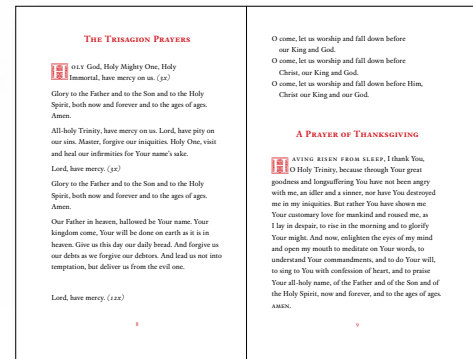 The Trisagion Prayers
HOLY God, Holy Mighty One, Holy
Immortal, have mercy on us. (3x)
Glory to the Father and to the Son and to the Holy
Spirit, both now and forever and to the ages of ages.
Amen.
All-holy Trinity, have mercy on us. Lord, have pity on
our sins. Master, forgive our iniquities. Holy One, visit
and heal our infirmities for Your name's sake.
Lord, have mercy. (3x)
Glory to the Father and to the Son and to the Holy
Spirit, both now and forever and to the ages of ages.
Amen.
Our Father in heaven, hallowed be Your name. Your
kingdom come, Your will be done on earth as it is in
heaven. Give us this day our daily bread. And forgive us
our debts as we forgive our debtors. And lead us not into
temptation, but deliver us from the evil one.
Lord, have mercy. (12x)
8
O come, let us worship and fall down before
our King and God.
O come, let us worship and fall down before
Christ, our King and God.
O come, let us worship and fall down before Him,
Christ our King and our God.
A Prayer of Thanksgiving
HAVING RISEN FROM SLEEP, I thank You,
O Holy Trinity, because through Your great
goodness and longsuffering You have not been angry
with me, an idler and a sinner, nor have You destroyed
me in my iniquities. But rather You have shown me
Your customary love for mankind and roused me, as
I lay in despair, to rise in the morning and to glorify
Your might. And now, enlighten the eyes of my mind
and open my mouth to meditate on Your words, to
understand Your commandments, and to do Your will,
to sing to You with confession of heart, and to praise
Your all-holy name, of the Father and of the Son and of
the Holy Spirit, now and forever, and to the ages of ages.
AMEN.
9